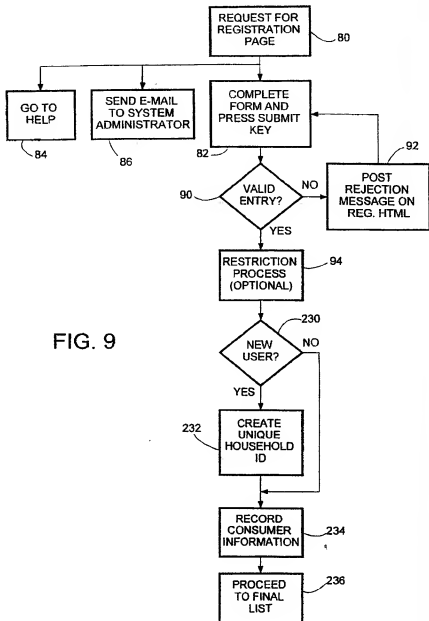 REQUEST FOR
REGISTRATION
PAGE
80
GO TO
HELP
84
SEND E-MAIL
TO SYSTEM
ADMINISTRATOR
86
COMPLETE
FORM AND
PRESS SUBMIT
KEY
82
92
POST
REJECTION
MESSAGE ON
REG. HTML
90
VALID
ENTRY?
NO
YES
RESTRICTION
PROCESS
(OPTIONAL)
94
FIG. 9
230
NEW
USER?
NO
YES
232
CREATE
UNIQUE
HOUSEHOLD
ID
RECORD
CONSUMER
INFORMATION
234
PROCEED
TO FINAL
LIST
236